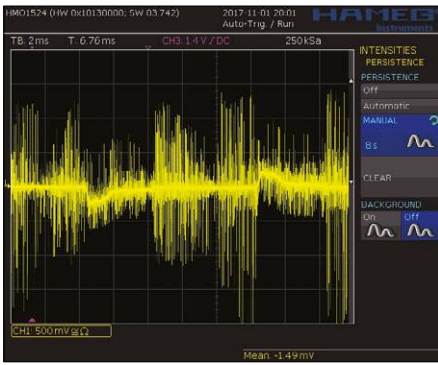 HMO1524 (HW 0x10130000; SW 03.742)
2017-11-01 20:01
Auto-Trig. / Run
HAMEG
Instruments
TB: 2ms T: 6.76ms CH3: 1.4 V / DC 250kSa
INTENSITIES
PERSISTENCE
PERSISTENCE
Off
Automatic
MANUAL
8s
CLEAR
BACKGROUND
On Off
CH1: 500mV
Mean: -1.49mV